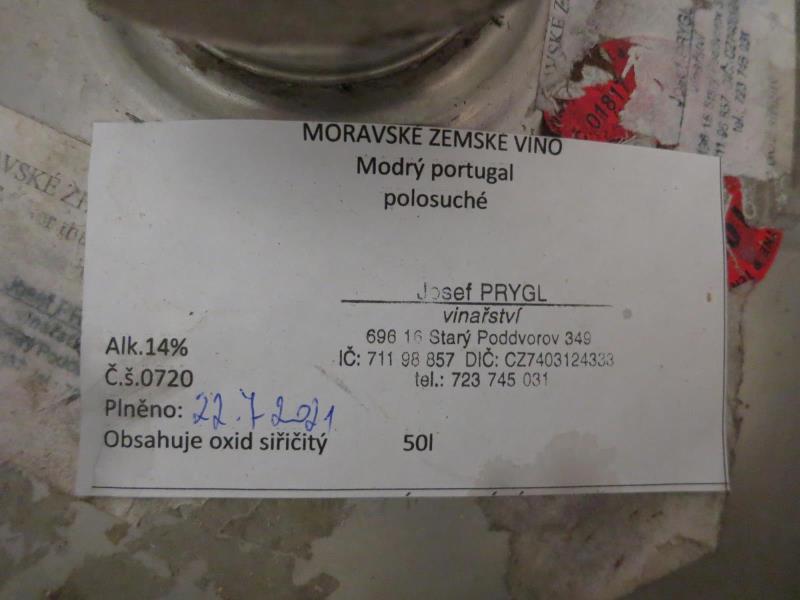 MORAVSKÉ ZEMSKÉ VÍNO
Modrý portugal
polosuché
Josef PRYGL
vinařství
696 16 Starý Poddvorov 349
IČ: 711 98 857 DIČ: CZ7403124333
tel.: 723 745 031
Alk.14%
Č.š.0720
Plněno: 22.7 2021
Obsahuje oxid siřičitý 50l